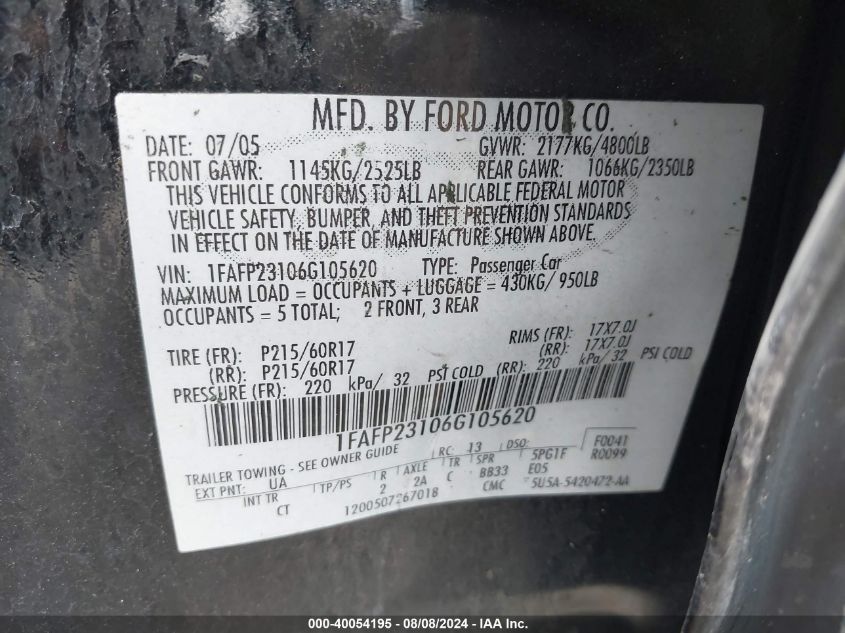 MFD. BY FORD MOTOR CO.
DATE: 07/05 GVWR: 2177KG/4800LB
FRONT GAWR: 1145KG/2525LB REAR GAWR: 1066KG/2350LB
THIS VEHICLE CONFORMS TO ALL APPLICABLE FEDERAL MOTOR
VEHICLE SAFETY, BUMPER, AND THEFT PREVENTION STANDARDS
IN EFFECT ON THE DATE OF MANUFACTURE SHOWN ABOVE.
VIN: 1FAFP23106G105620 TYPE: Passenger Car
MAXIMUM LOAD = OCCUPANTS + LUGGAGE = 430KG/ 950LB
OCCUPANTS = 5 TOTAL; 2 FRONT, 3 REAR
TIRE (FR): P215/60R17 RIMS (FR): 17X7.0J
(RR): P215/60R17 (RR): 17X7.0J
PRESSURE (FR): 220 kPa/ 32 PSI COLD (RR): 220 kPa/ 32 PSI COLD
1FAFP23106G105620
TRAILER TOWING - SEE OWNER GUIDE RC: 13 DSO: F0041
EXT PNT: UA TP/PS R AXLE TR SPR 5PG1F R0099
INT TR 2 2A C BB33 E05
CT 1200507267018 CMC 5U5A-5420472-AA
000-40054195 - 08/08/2024 - IAA Inc.